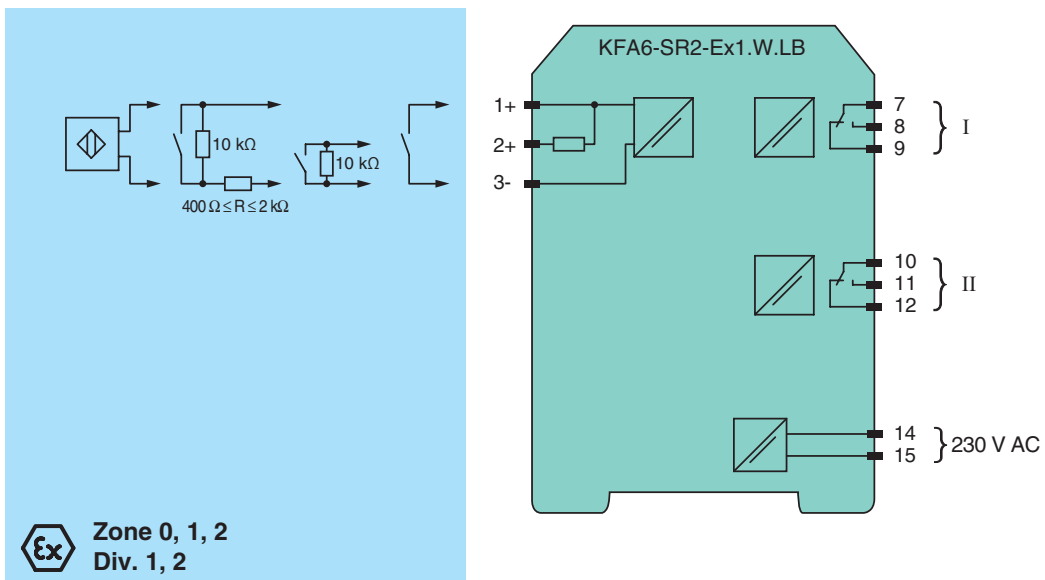 KFA6-SR2-Ex1.W.LB
10 kΩ
10 kΩ
400 Ω ≤ R ≤ 2 kΩ
1+
2+
3-
7
8
9
I
10
11
12
II
14
15
230 V AC
Ex
Zone 0, 1, 2
Div. 1, 2